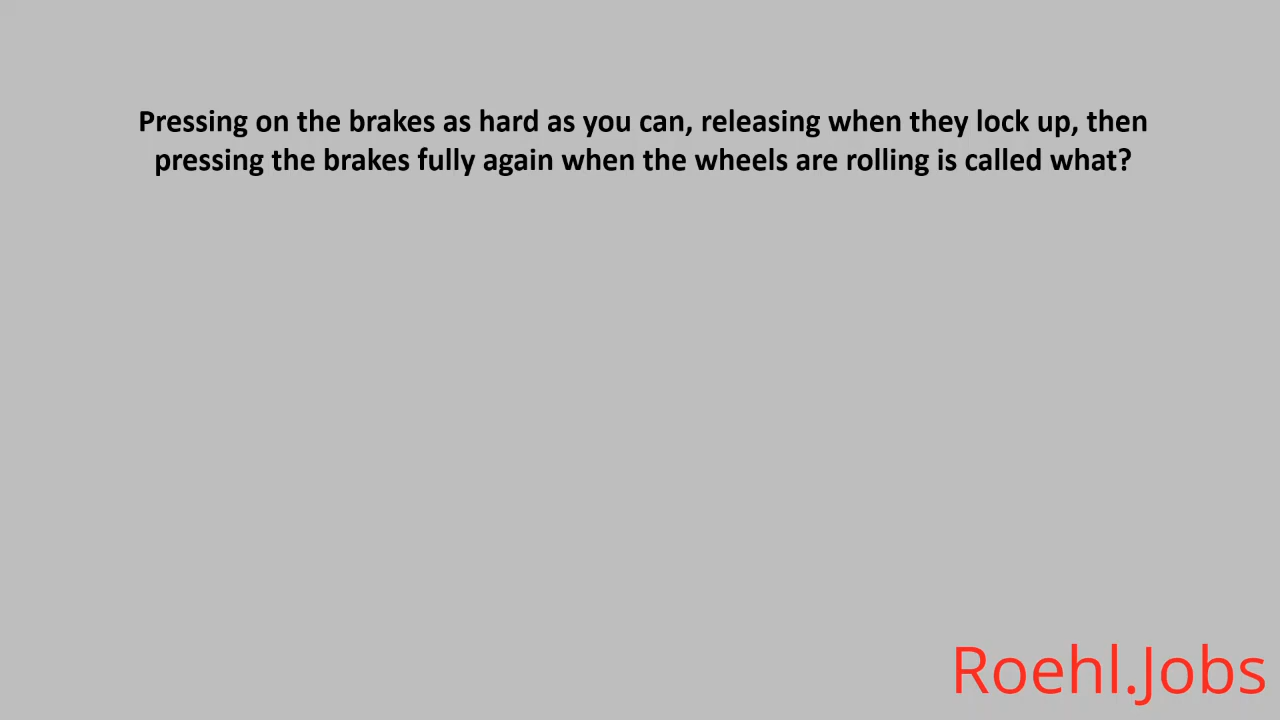 Pressing on the brakes as hard as you can, releasing when they lock up, then
pressing the brakes fully again when the wheels are rolling is called what?
Roehl.Jobs